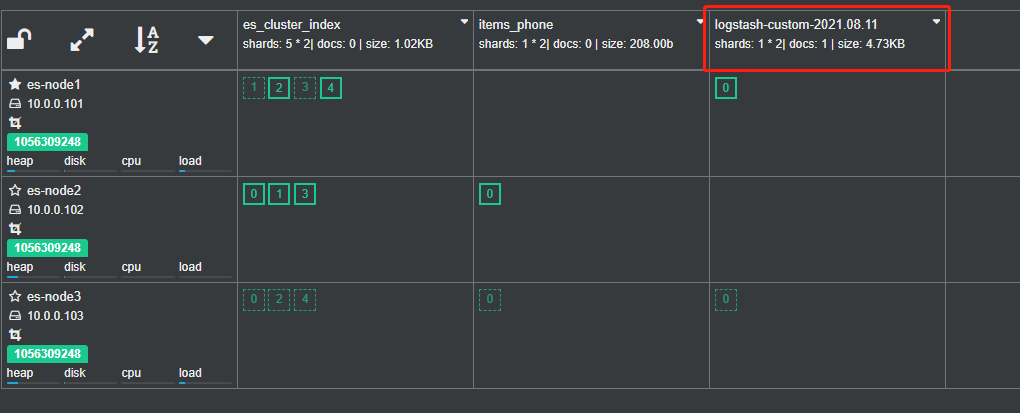 A
Z
es_cluster_index
shards: 5 * 2| docs: 0 | size: 1.02KB
items_phone
shards: 1 * 2| docs: 0 | size: 208.00b
logstash-custom-2021.08.11
shards: 1 * 2| docs: 1 | size: 4.73KB
es-node1
10.0.0.101
1056309248
heap disk cpu load
1 2 3 4
0
es-node2
10.0.0.102
1056309248
heap disk cpu load
0 1 3
0
es-node3
10.0.0.103
1056309248
heap disk cpu load
0 2 4
0
0